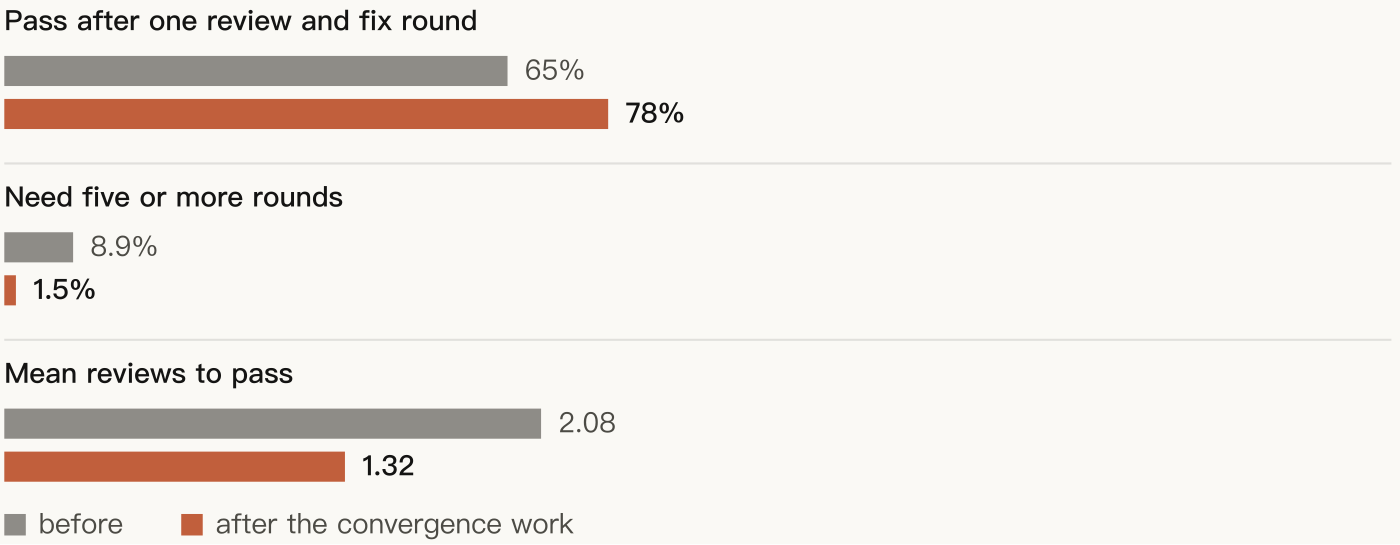 Pass after one review and fix round
65%
78%
Need five or more rounds
8.9%
1.5%
Mean reviews to pass
2.08
1.32
before after the convergence work